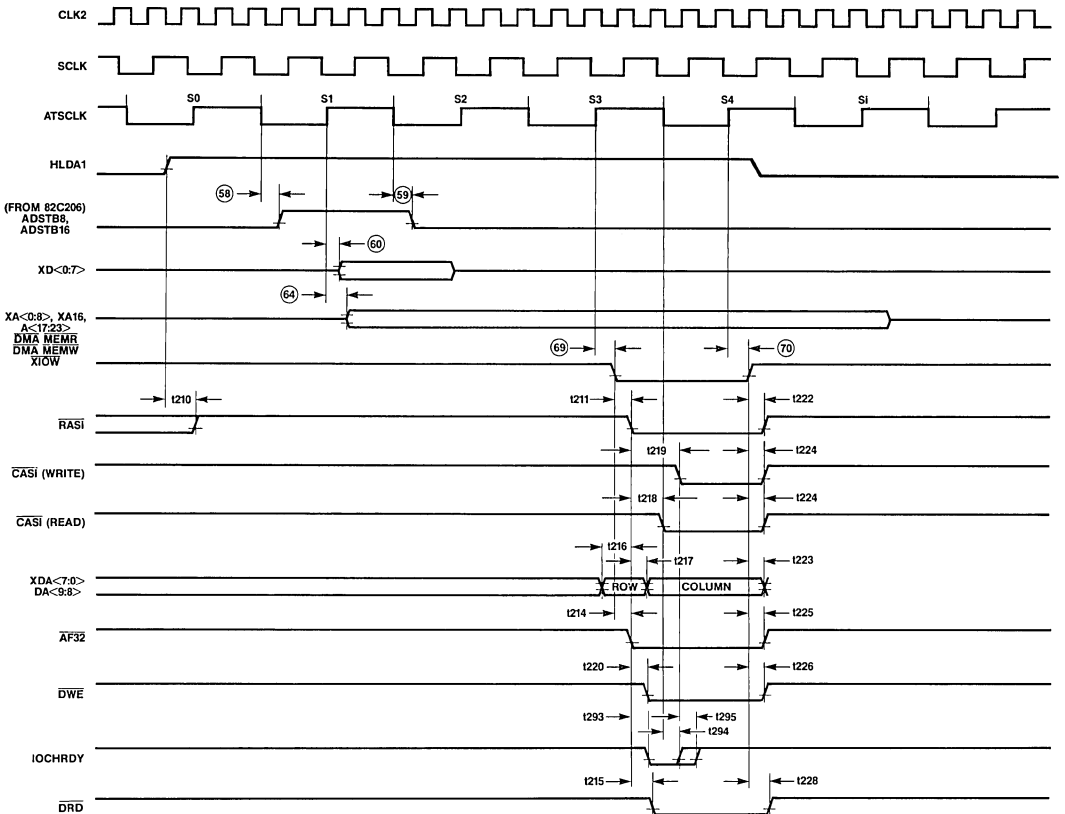 CLK2
SCLK
S0 S1 S2 S3 S4 Si
ATSCLK
HLDA1
58 59
(FROM 82C206)
ADSTB8,
ADSTB16
60
XD<0:7>
64
XA<0:8>, XA16,
A<17:23>
DMA MEMR
DMA MEMW
XIOW
69 70
t210 t211 t222
RASi
t219 t224
CASi (WRITE)
t218 t224
CASi (READ)
t216
t217 t223
XDA<7:0>
DA<9:8>
ROW COLUMN
t214 t225
AF32
t220 t226
DWE
t293 t295
t294
IOCHRDY
t215 t228
DRD